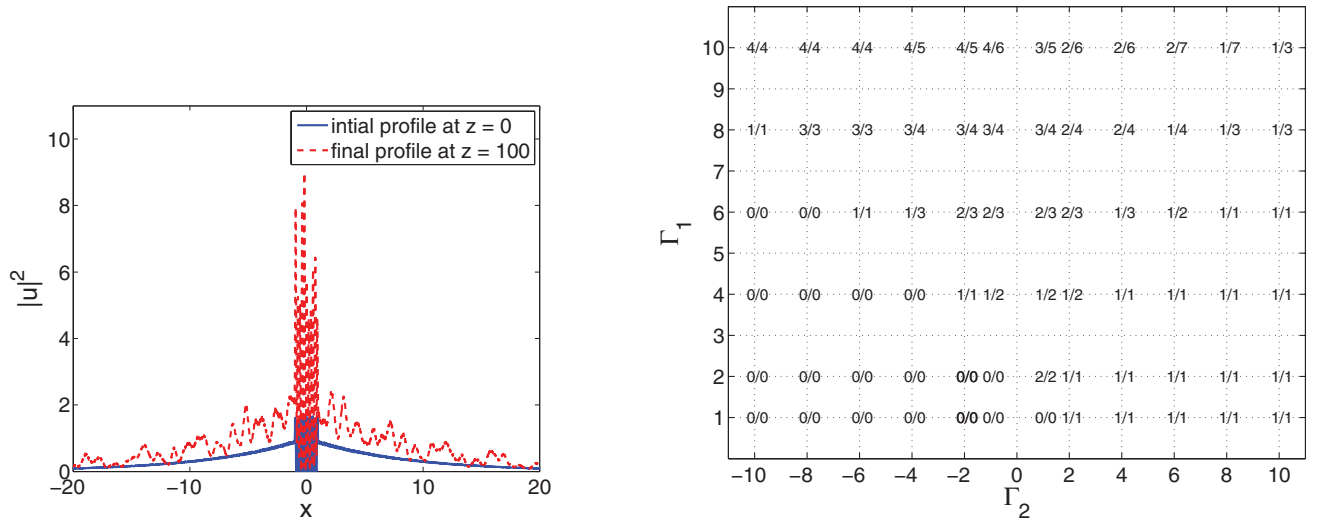 10
8
6
4
2
0
|u|²
−20
−10
0
10
20
x
intial profile at z = 0
final profile at z = 100
10
9
8
7
6
5
4
3
2
1
Γ₁
4/4 4/4 4/4 4/5 4/5 4/6 3/5 2/6 2/6 2/7 1/7 1/3
1/1 3/3 3/3 3/4 3/4 3/4 3/4 2/4 2/4 1/4 1/3 1/3
0/0 0/0 1/1 1/3 2/3 2/3 2/3 2/3 1/3 1/2 1/1 1/1
0/0 0/0 0/0 0/0 1/1 1/2 1/2 1/2 1/1 1/1 1/1 1/1
0/0 0/0 0/0 0/0 0/0 0/0 2/2 1/1 1/1 1/1 1/1 1/1
0/0 0/0 0/0 0/0 0/0 0/0 0/0 1/1 1/1 1/1 1/1 1/1
−10 −8 −6 −4 −2 0 2 4 6 8 10
Γ₂